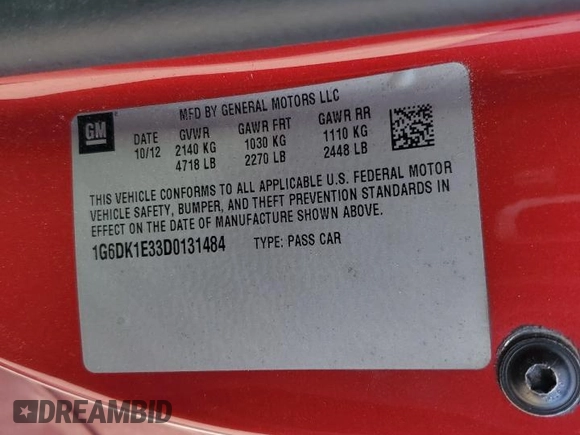 MFD BY GENERAL MOTORS LLC
GM
DATE GVWR GAWR FRT GAWR RR
10/12 2140 KG 1030 KG 1110 KG
4718 LB 2270 LB 2448 LB
THIS VEHICLE CONFORMS TO ALL APPLICABLE U.S. FEDERAL MOTOR
VEHICLE SAFETY, BUMPER, AND THEFT PREVENTION STANDARDS IN
EFFECT ON THE DATE OF MANUFACTURE SHOWN ABOVE.
1G6DK1E33D0131484 TYPE: PASS CAR
DREAMBID